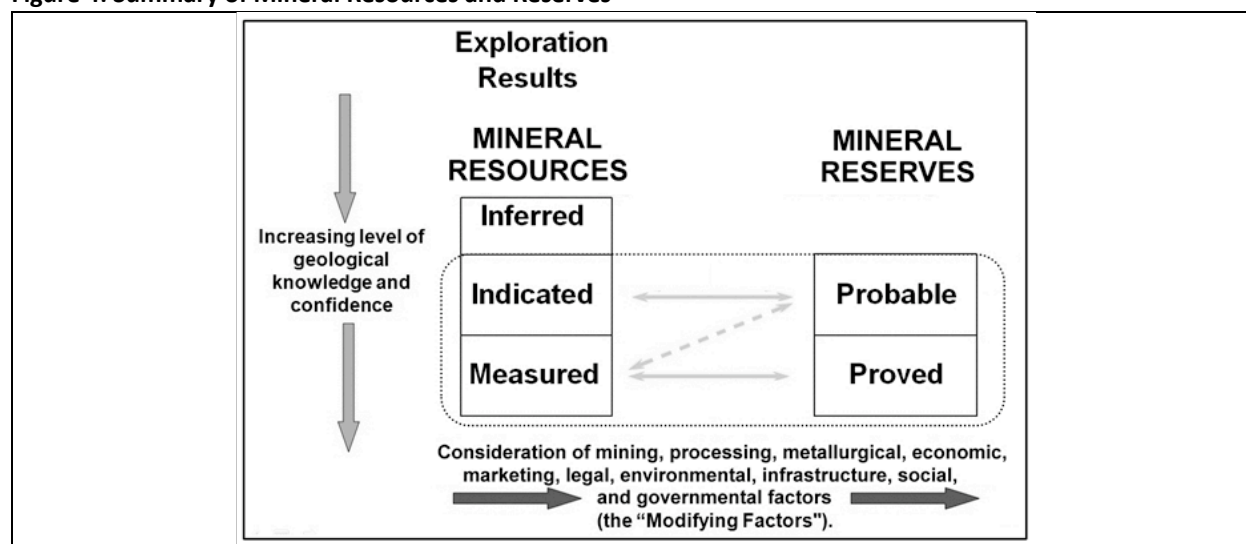 Figure 4: Summary of Mineral Resources and Reserves
Exploration
Results
MINERAL
RESOURCES
MINERAL
RESERVES
Inferred
Increasing level of
geological
knowledge and
confidence
Indicated
Probable
Measured
Proved
Consideration of mining, processing, metallurgical, economic,
marketing, legal, environmental, infrastructure, social,
and governmental factors
(the “Modifying Factors").